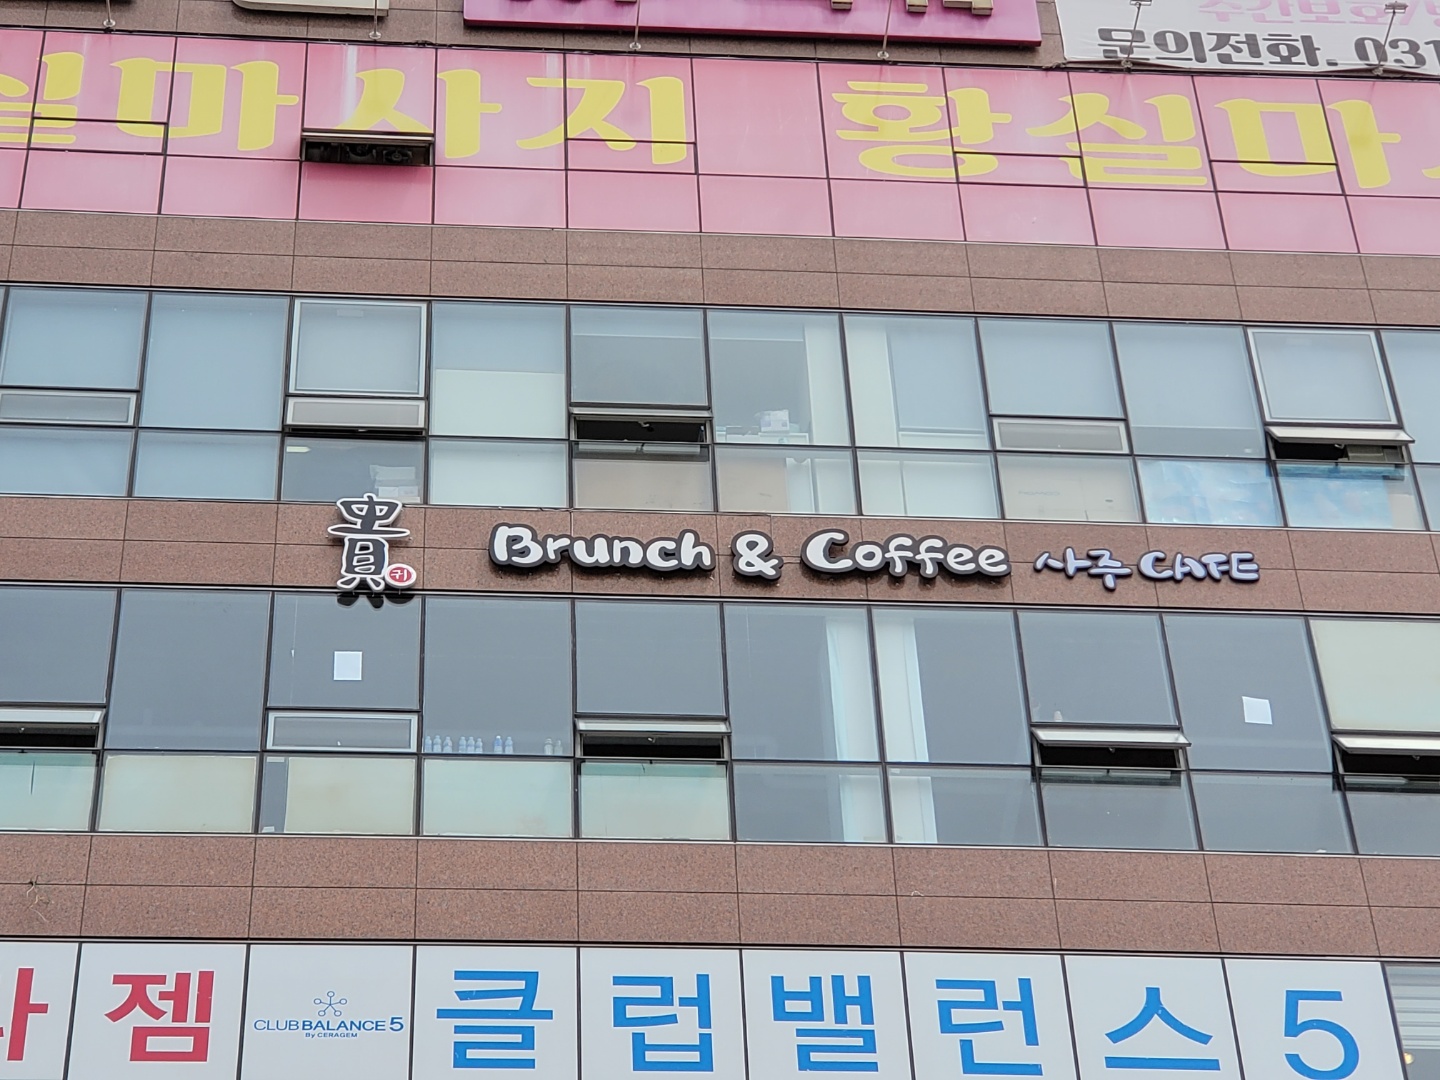 문의전화. 031
실마사지 황실마
貴 귀 Brunch & Coffee 사주 CAFE
젬 CLUB BALANCE 5 클럽밸런스5
By CERAGEM